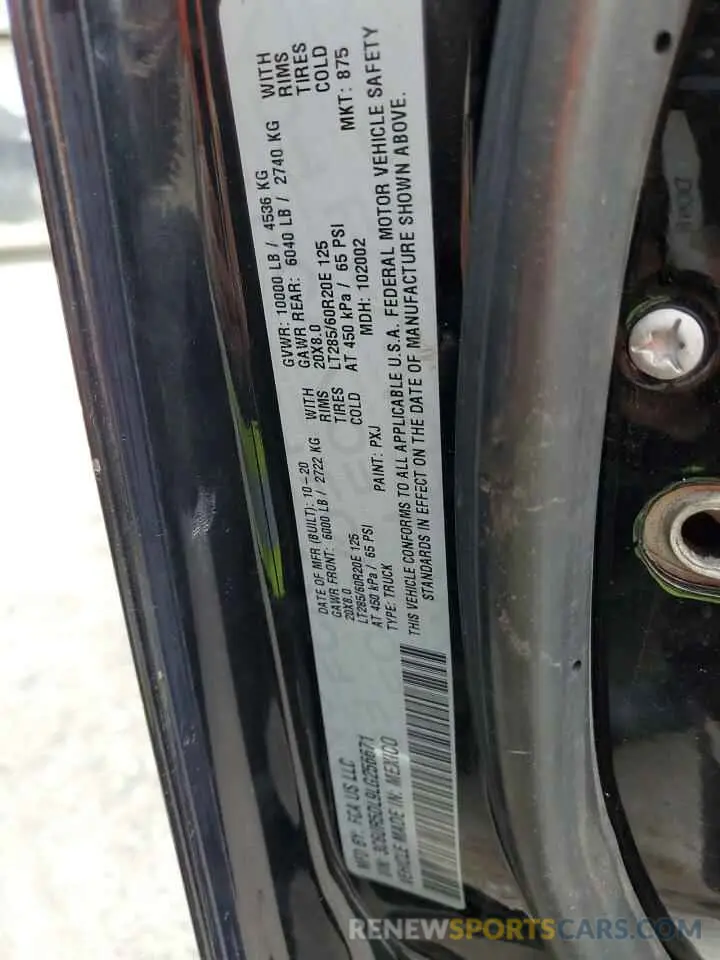 MFD BY: FCA US LLC
DATE OF MFR (BUILT): 10-20
GVWR: 10000 LB / 4536 KG
GAWR FRONT: 6000 LB / 2722 KG WITH
20X8.0 RIMS
LT285/60R20E 125 TIRES
AT 450 kPa / 65 PSI COLD
GAWR REAR: 6040 LB / 2740 KG WITH
20X8.0 RIMS
LT285/60R20E 125 TIRES
AT 450 kPa / 65 PSI COLD
VEHICLE MADE IN: MEXICO
TYPE: TRUCK
PAINT: PXJ
MDH: 102002
MKT: 875
THIS VEHICLE CONFORMS TO ALL APPLICABLE U.S.A. FEDERAL MOTOR VEHICLE SAFETY
STANDARDS IN EFFECT ON THE DATE OF MANUFACTURE SHOWN ABOVE.
RENEWSPORTSCARS.COM